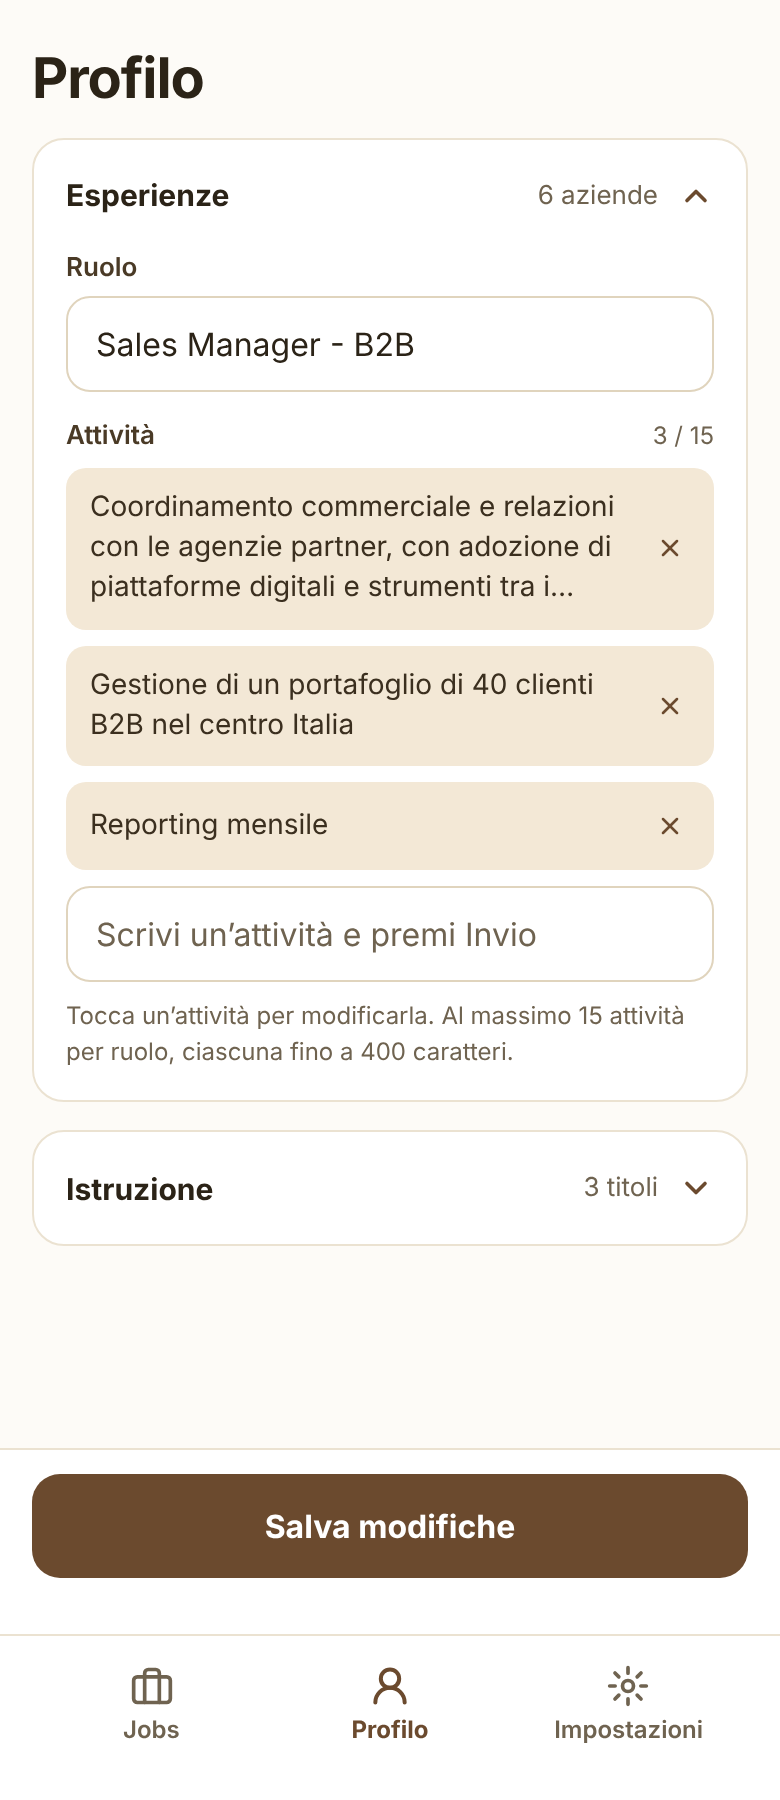 Profilo
Esperienze
6 aziende
Ruolo
Sales Manager - B2B
Attività
3 / 15
Coordinamento commerciale e relazioni
con le agenzie partner, con adozione di
piattaforme digitali e strumenti tra i...
Gestione di un portafoglio di 40 clienti
B2B nel centro Italia
Reporting mensile
Scrivi un’attività e premi Invio
Tocca un’attività per modificarla. Al massimo 15 attività
per ruolo, ciascuna fino a 400 caratteri.
Istruzione
3 titoli
Salva modifiche
Jobs
Profilo
Impostazioni